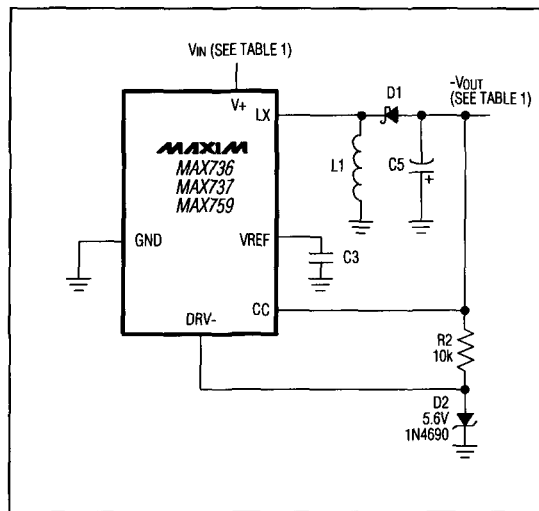 VIN (SEE TABLE 1)
D1
-VOUT
(SEE TABLE 1)
V+
LX
MAXIM
MAX736
MAX737
MAX759
L1
C5
+
GND
VREF
C3
CC
DRV-
R2
10k
D2
5.6V
1N4690